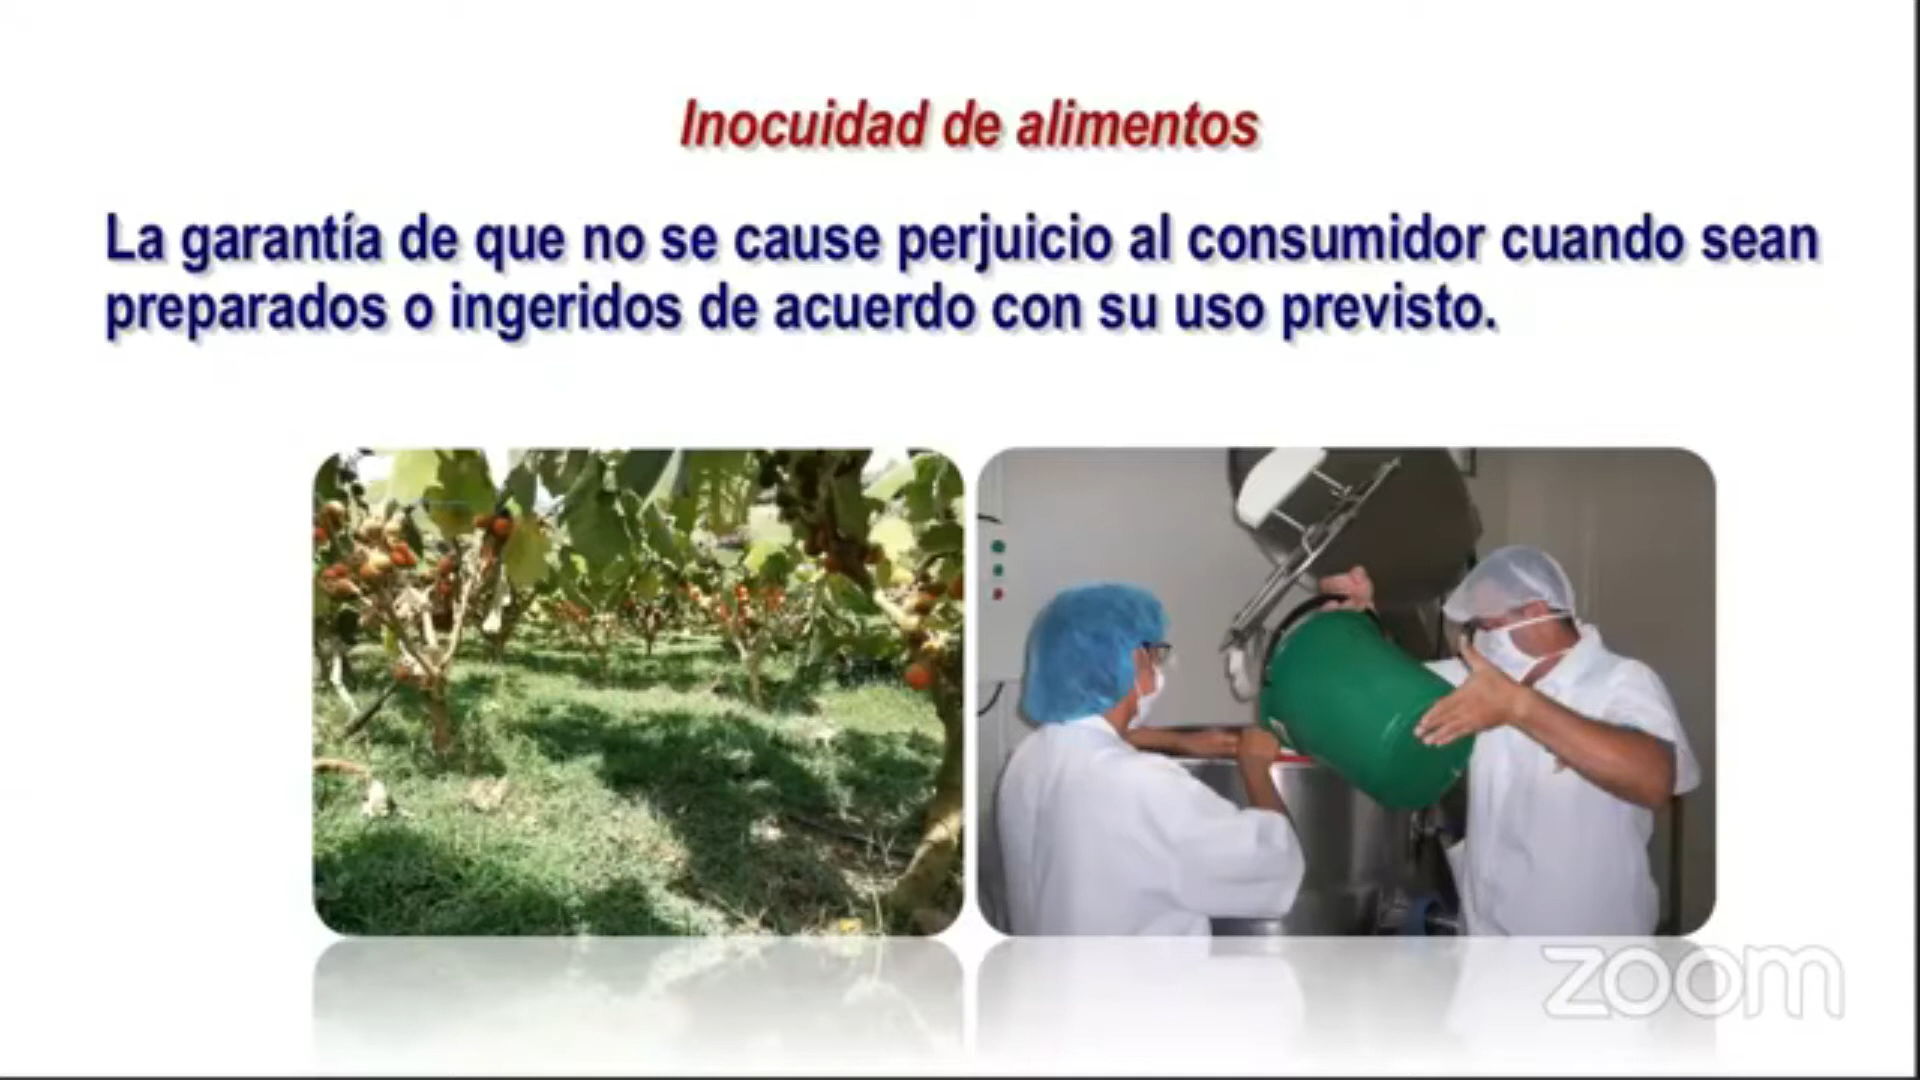 Inocuidad de alimentos
La garantía de que no se cause perjuicio al consumidor cuando sean
preparados o ingeridos de acuerdo con su uso previsto.
zoom